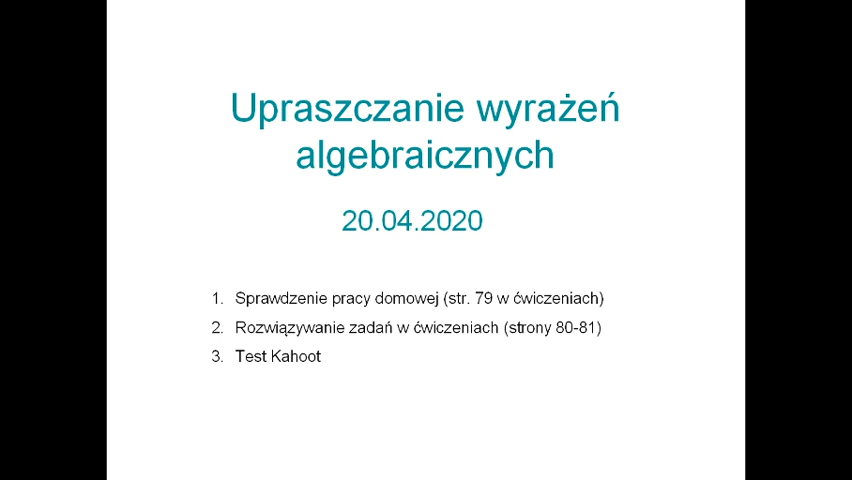 Upraszczanie wyrażeń
algebraicznych
20.04.2020
1. Sprawdzenie pracy domowej (str. 79 w ćwiczeniach)
2. Rozwiązywanie zadań w ćwiczeniach (strony 80-81)
3. Test Kahoot